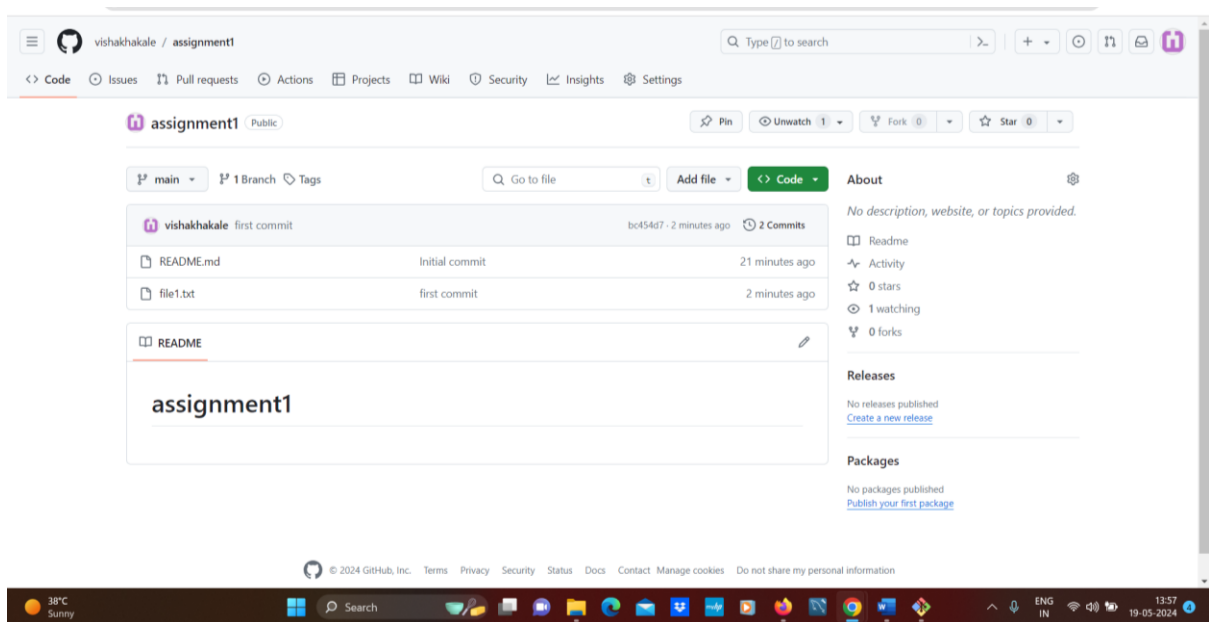 vishakhakale / assignment1
Type / to search
Code Issues Pull requests Actions Projects Wiki Security Insights Settings
assignment1 Public
Pin Unwatch 1 Fork 0 Star 0
main 1 Branch Tags Go to file t Add file Code
vishakhakale first commit bc454d7 · 2 minutes ago 2 Commits
README.md Initial commit 21 minutes ago
file1.txt first commit 2 minutes ago
README
assignment1
About
No description, website, or topics provided.
Readme
Activity
0 stars
1 watching
0 forks
Releases
No releases published
Create a new release
Packages
No packages published
Publish your first package
© 2024 GitHub, Inc. Terms Privacy Security Status Docs Contact Manage cookies Do not share my personal information
38°C
Sunny
Search
ENG
IN
13:57
19-05-2024
4